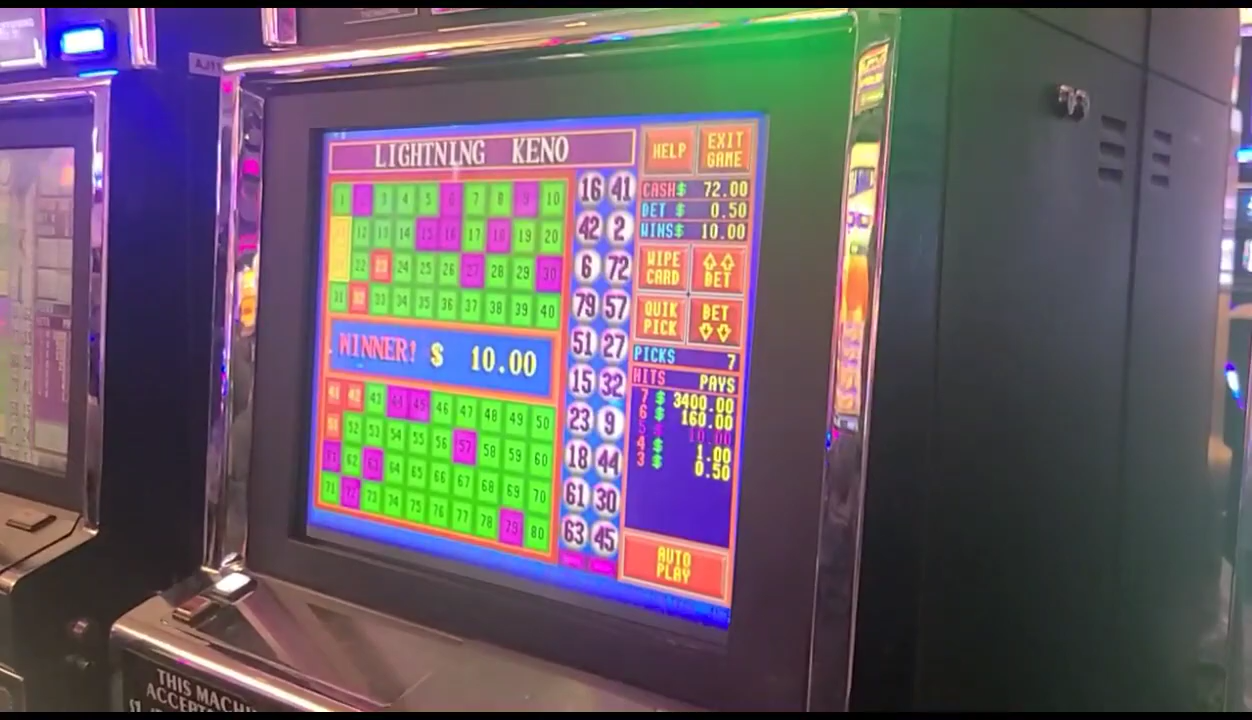 LIGHTNING KENO
HELP
EXIT
GAME
CASH$ 72.00
BET $ 0.50
WINS$ 10.00
WIPE
CARD
BET
QUIK
PICK
BET
PICKS 7
HITS PAYS
7 $ 3400.00
6 $ 160.00
5 $ 10.00
4 $ 1.00
3 $ 0.50
AUTO
PLAY
1 2 3 4 5 6 7 8 9 10
12 13 14 15 16 17 18 19 20
22 23 24 25 26 27 28 29 30
31 32 33 34 35 36 37 38 39 40
WINNER! $ 10.00
41 42 43 44 45 46 47 48 49 50
51 52 53 54 55 56 57 58 59 60
61 62 63 64 65 66 67 68 69 70
71 72 73 74 75 76 77 78 79 80
16 41
42 2
6 72
79 57
51 27
15 32
23 9
18 44
61 30
63 45
THIS MACHI
ACCEPT